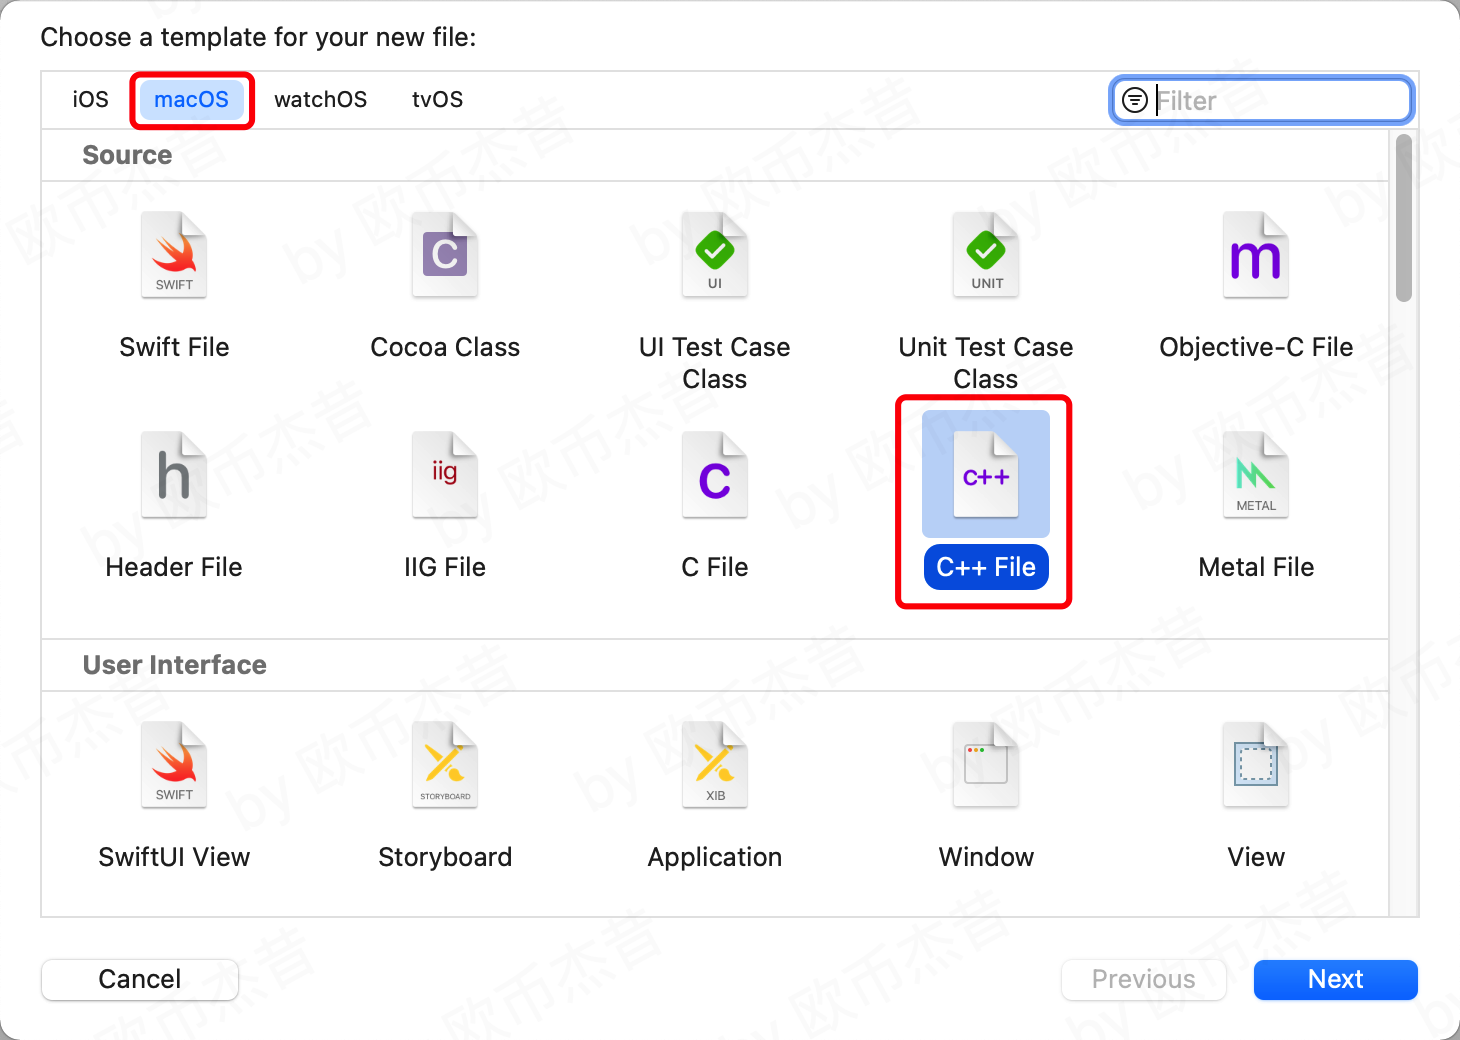 Choose a template for your new file:
iOS macOS watchOS tvOS Filter
Source
SWIFT C UI UNIT m
Swift File Cocoa Class UI Test Case Class Unit Test Case Class Objective-C File
h iig C C++ METAL
Header File IIG File C File C++ File Metal File
User Interface
SWIFT STORYBOARD XIB
SwiftUI View Storyboard Application Window View
Cancel Previous Next
by 欧币杰昔